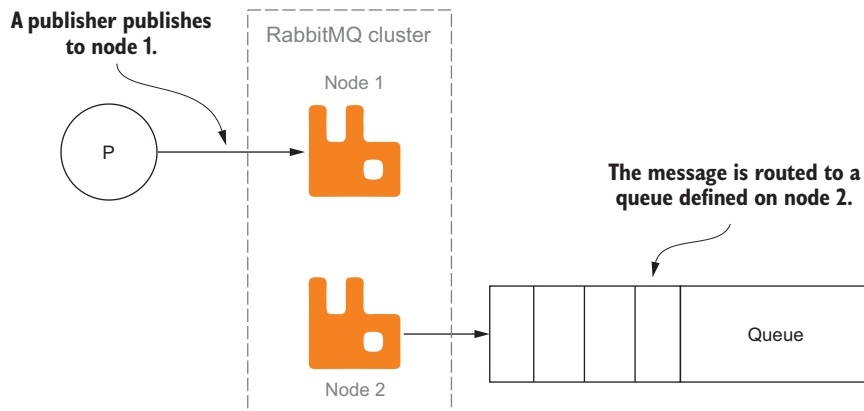 A publisher publishes
to node 1.
RabbitMQ cluster
Node 1
P
The message is routed to a
queue defined on node 2.
Queue
Node 2